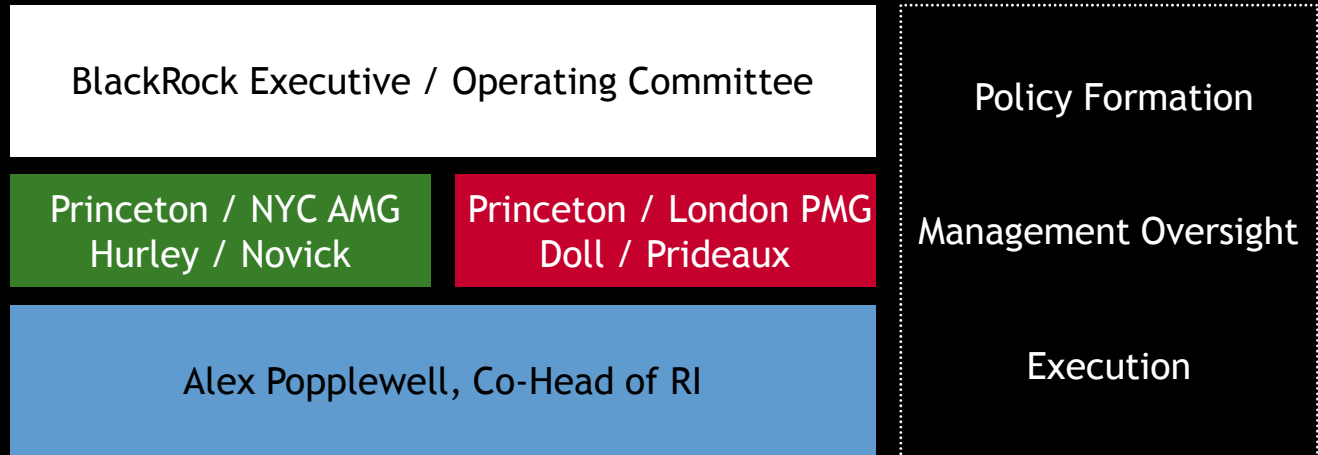 BlackRock Executive / Operating Committee
Policy Formation
Princeton / NYC AMG
Hurley / Novick
Princeton / London PMG
Doll / Prideaux
Management Oversight
Alex Popplewell, Co-Head of RI
Execution